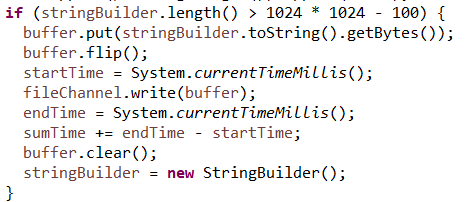 if (stringBuilder.length() > 1024 * 1024 - 100) {
buffer.put(stringBuilder.toString().getBytes());
buffer.flip();
startTime = System.currentTimeMillis();
fileChannel.write(buffer);
endTime = System.currentTimeMillis();
sumTime += endTime - startTime;
buffer.clear();
stringBuilder = new StringBuilder();
}